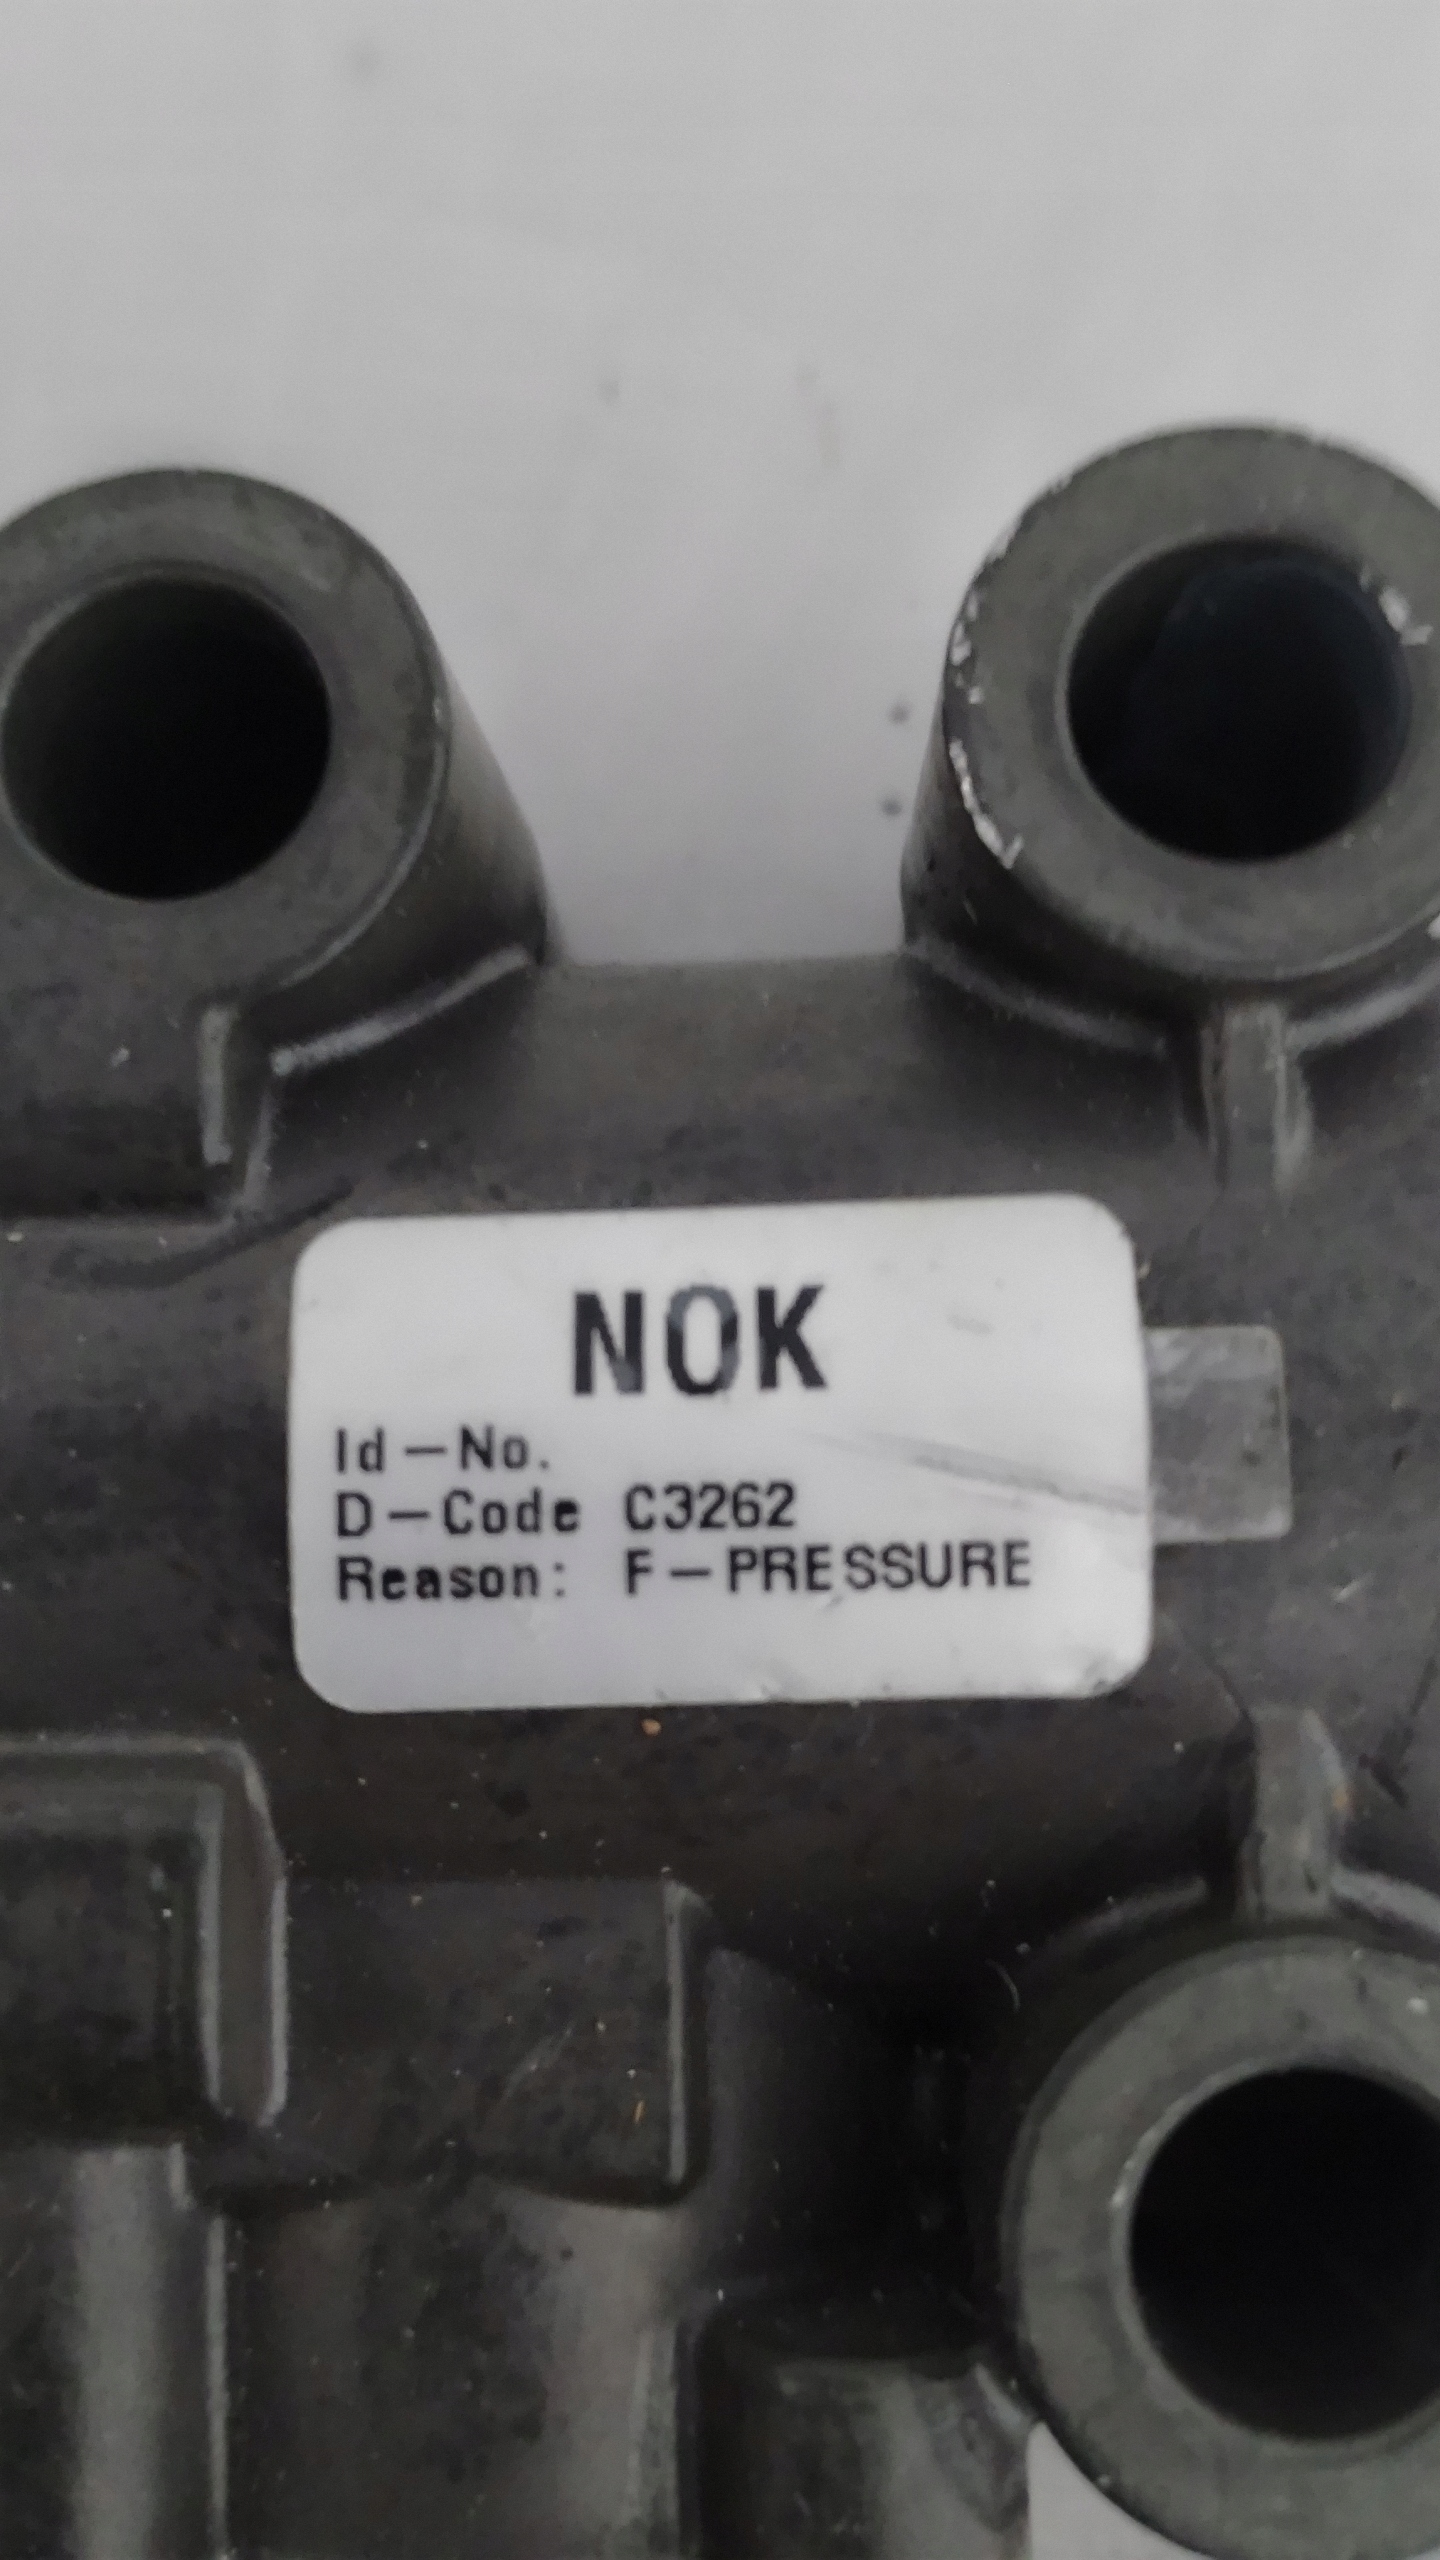 NOK
Id-No.
D-Code C3262
Reason: F-PRESSURE